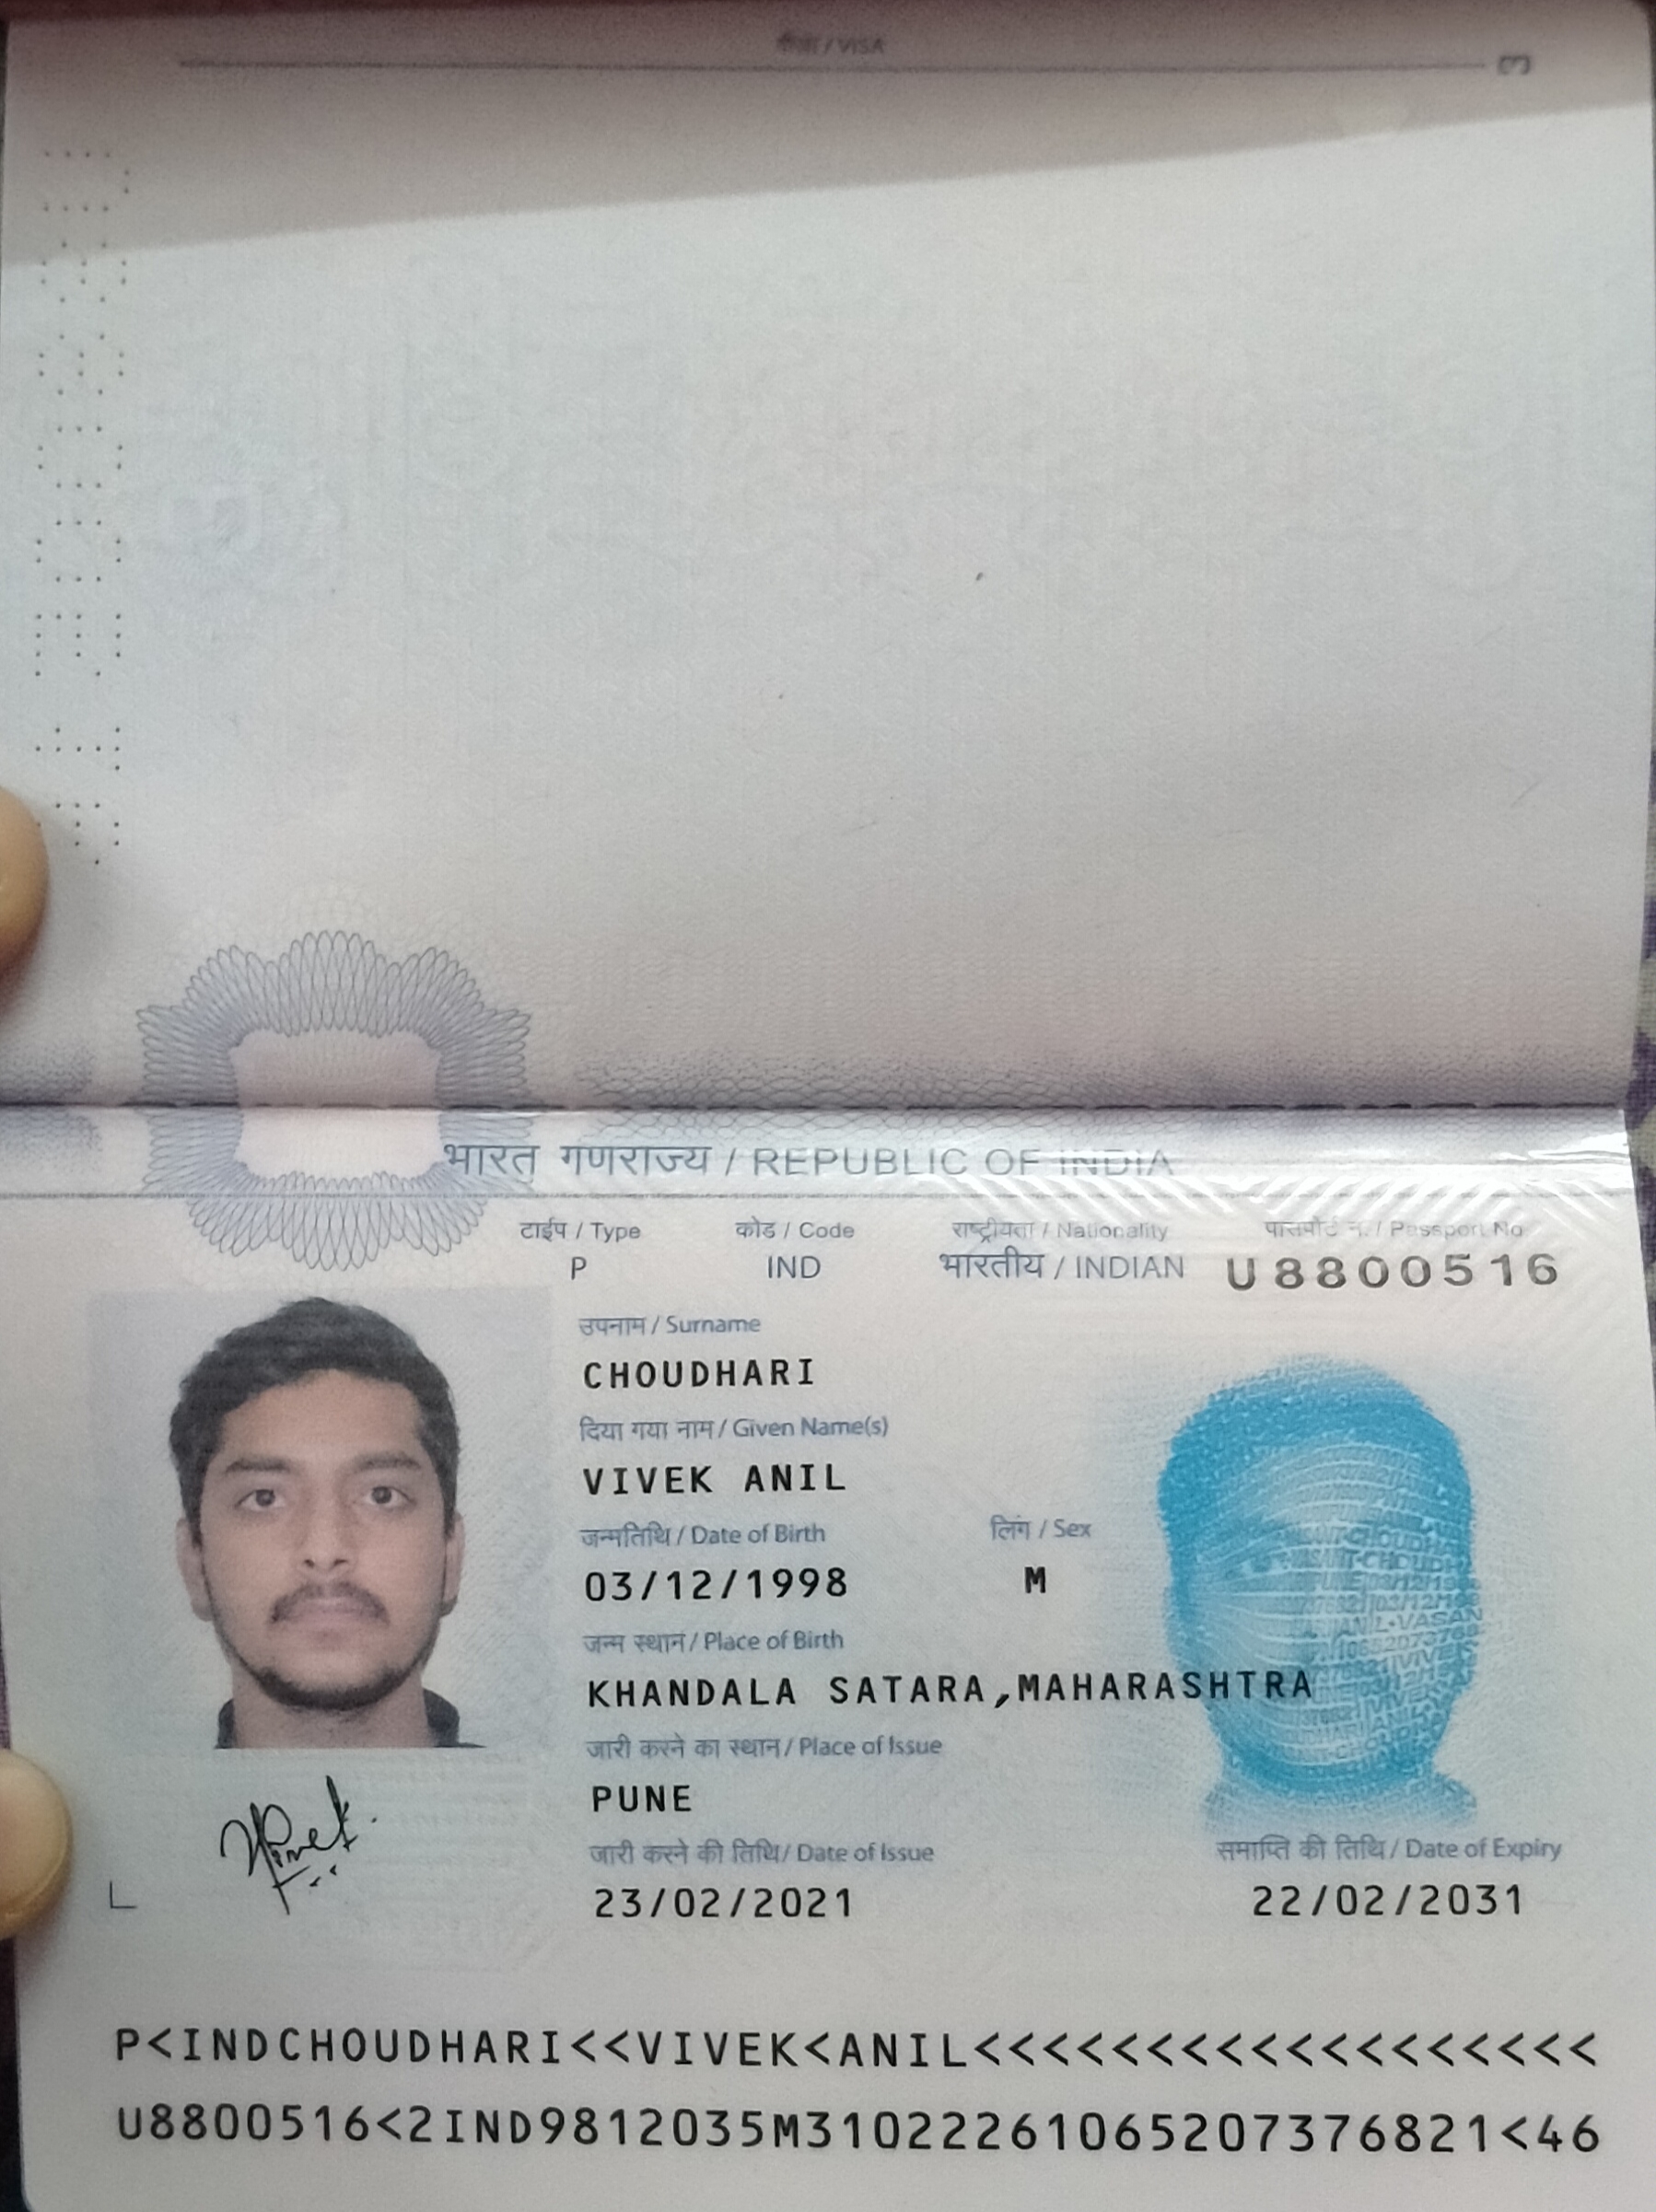 वीजा / VISA
3
भारत गणराज्य / REPUBLIC OF INDIA
टाईप / Type
कोड / Code
राष्ट्रीयता / Nationality
पासपोर्ट न. / Passport No
P
IND
भारतीय / INDIAN
U8800516
उपनाम / Surname
CHOUDHARI
दिया गया नाम / Given Name(s)
VIVEK ANIL
जन्मतिथि / Date of Birth
लिंग / Sex
03/12/1998
M
जन्म स्थान / Place of Birth
KHANDALA SATARA,MAHARASHTRA
जारी करने का स्थान / Place of Issue
PUNE
Vivek
जारी करने की तिथि / Date of Issue
समाप्ति की तिथि / Date of Expiry
23/02/2021
22/02/2031
P<INDCHOUDHARI<<VIVEK<ANIL<<<<<<<<<<<<<<<<<<
U8800516<2IND9812035M31022261065207376821<46